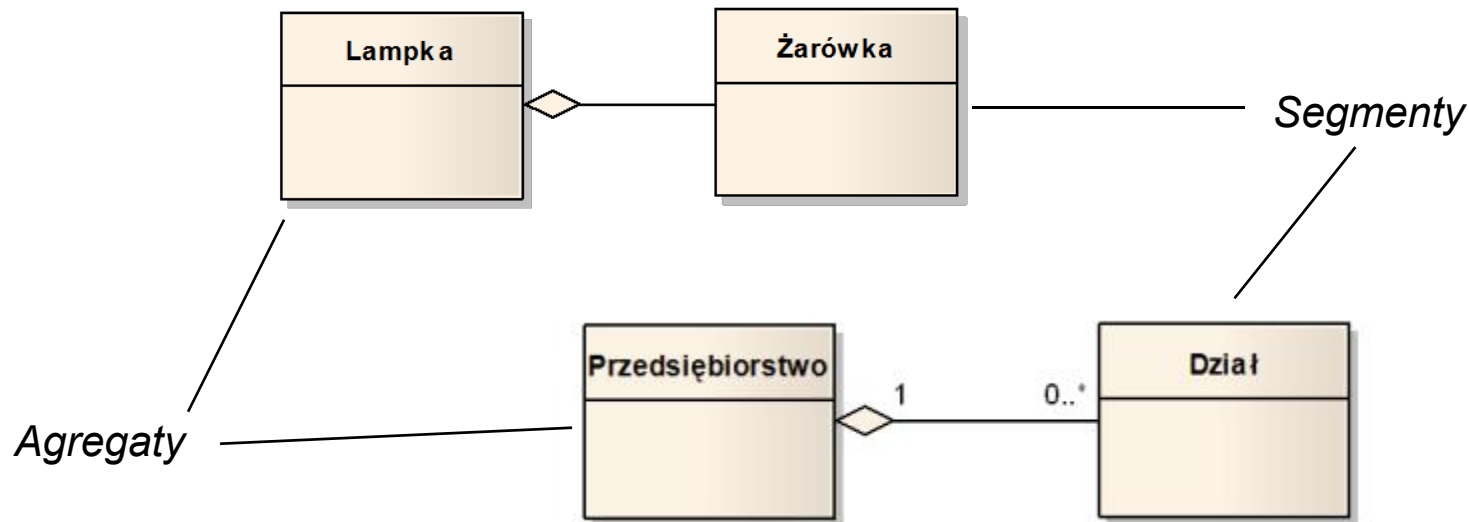 Lampka
Żarówka
Segmenty
Przedsiębiorstwo
1
0..*
Dział
Agregaty